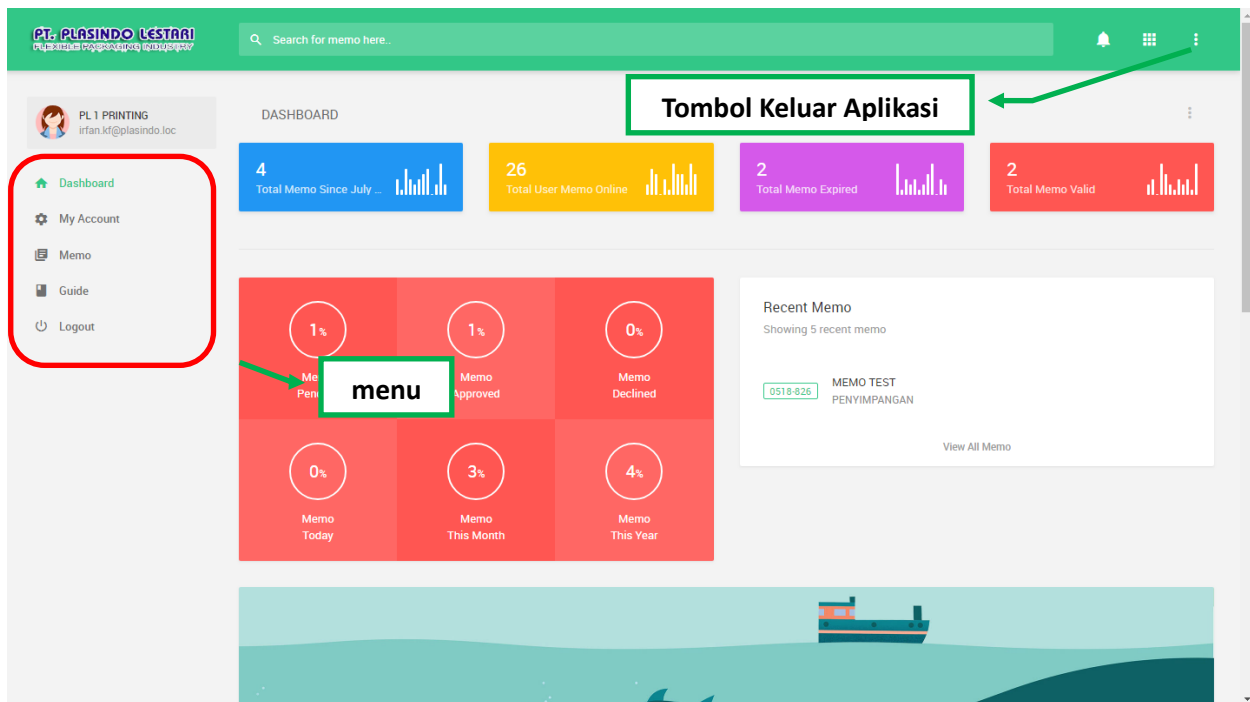 PT. PLASINDO LESTARI
FLEXIBLE PACKAGING INDUSTRY
Search for memo here..
Tombol Keluar Aplikasi
PL 1 PRINTING
irfan.kf@plasindo.loc
DASHBOARD
Dashboard
My Account
Memo
Guide
Logout
4
Total Memo Since July ...
26
Total User Memo Online
2
Total Memo Expired
2
Total Memo Valid
1%
1%
Memo
Approved
0%
Memo
Declined
menu
0%
Memo
Today
3%
Memo
This Month
4%
Memo
This Year
Recent Memo
Showing 5 recent memo
0518-826
MEMO TEST
PENYIMPANGAN
View All Memo